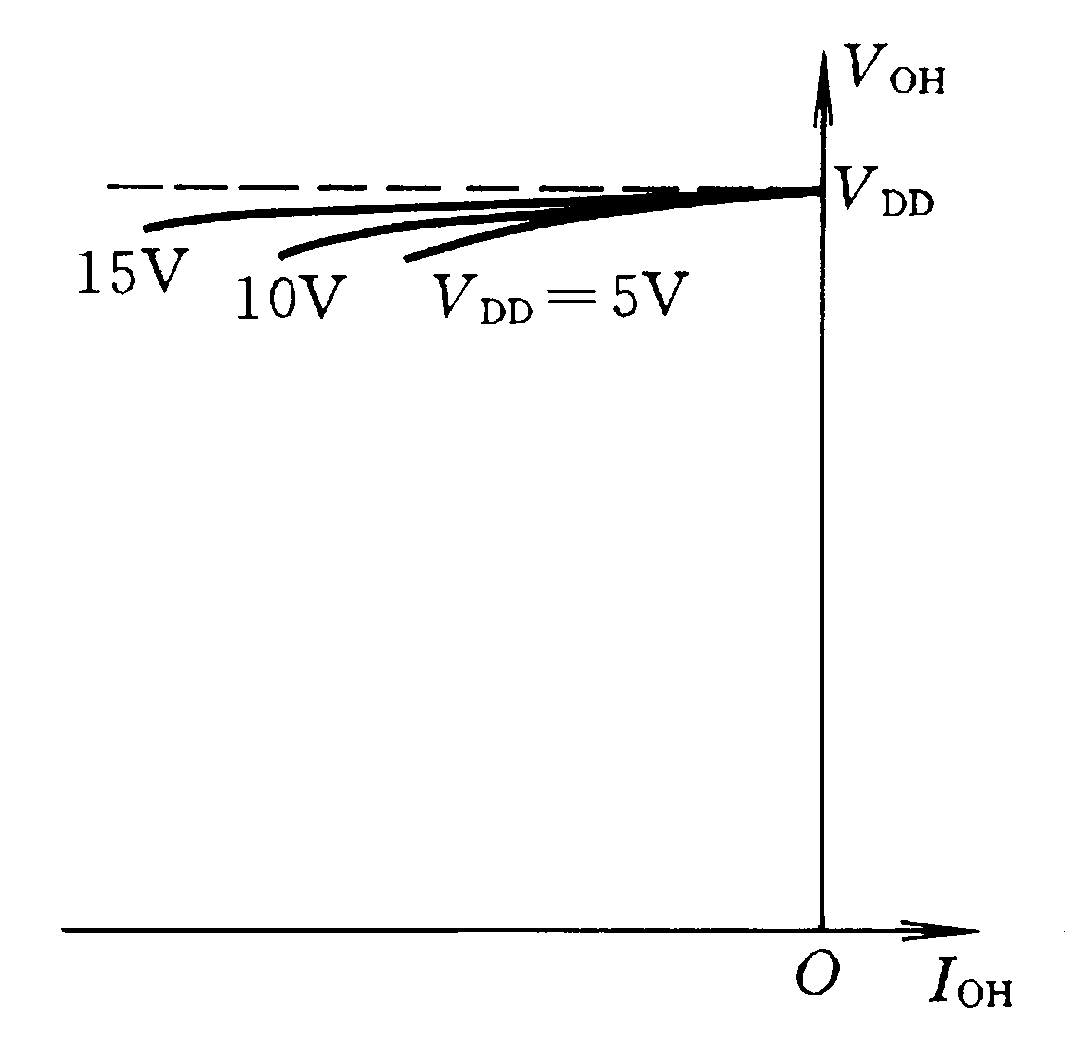 V_OH
V_DD
15V
10V
V_DD = 5V
O
I_OH